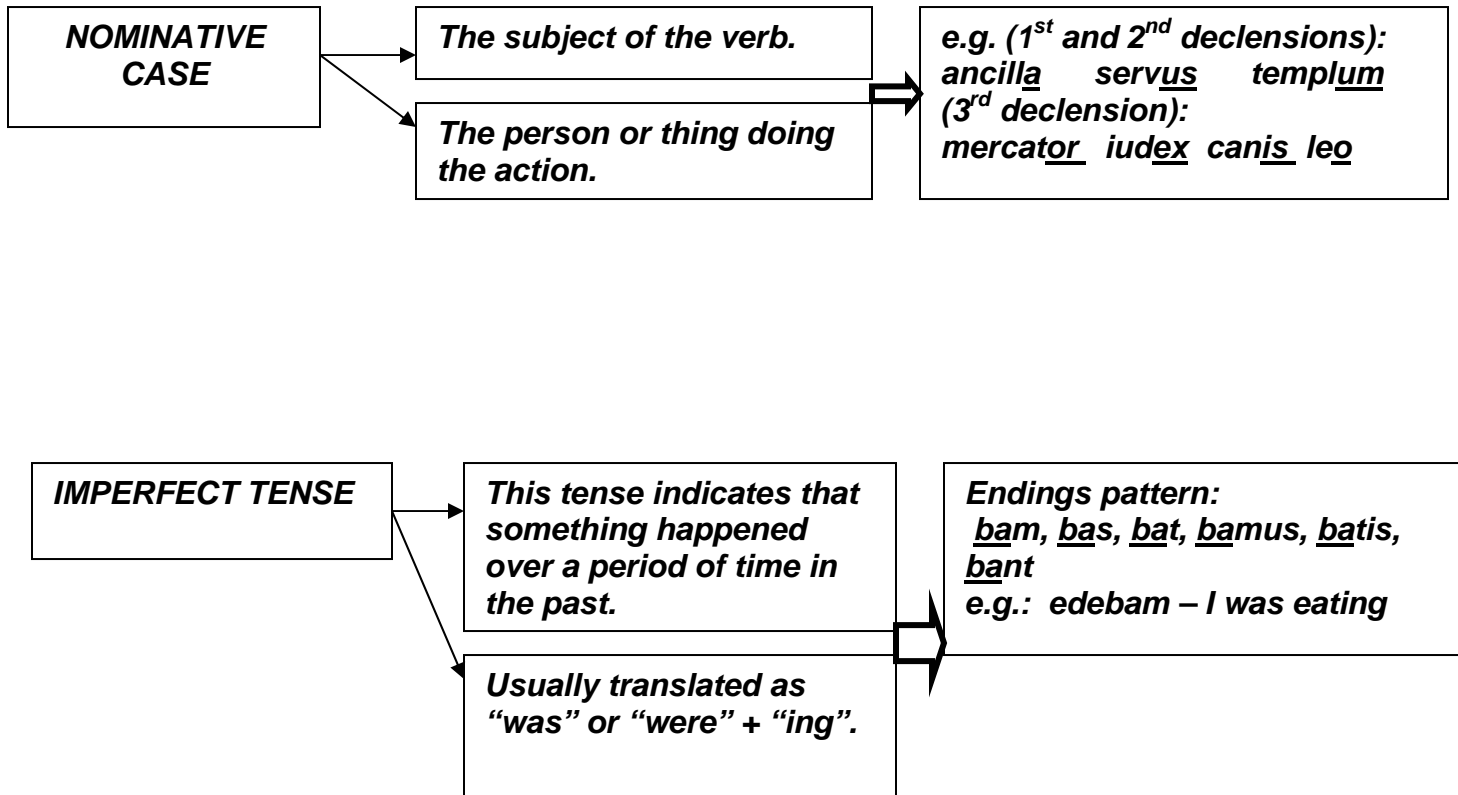 NOMINATIVE
CASE
The subject of the verb.
The person or thing doing
the action.
e.g. (1st and 2nd declensions):
ancilla servus templum
(3rd declension):
mercator iudex canis leo
IMPERFECT TENSE
This tense indicates that
something happened
over a period of time in
the past.
Usually translated as
“was” or “were” + “ing”.
Endings pattern:
bam, bas, bat, bamus, batis,
bant
e.g.: edebam – I was eating